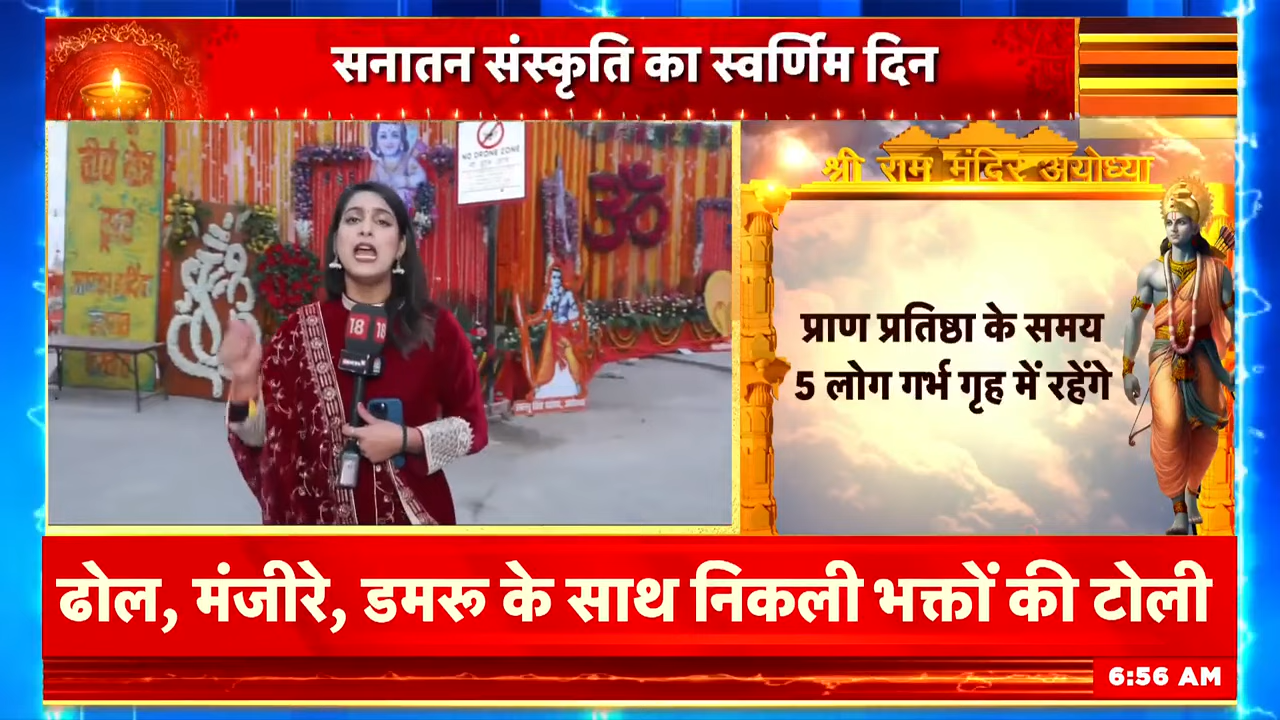 सनातन संस्कृति का स्वर्णिम दिन
NO DRONE ZONE
18
18
श्री राम मंदिर अयोध्या
प्राण प्रतिष्ठा के समय
5 लोग गर्भ गृह में रहेंगे
ढोल, मंजीरे, डमरू के साथ निकली भक्तों की टोली
6:56 AM